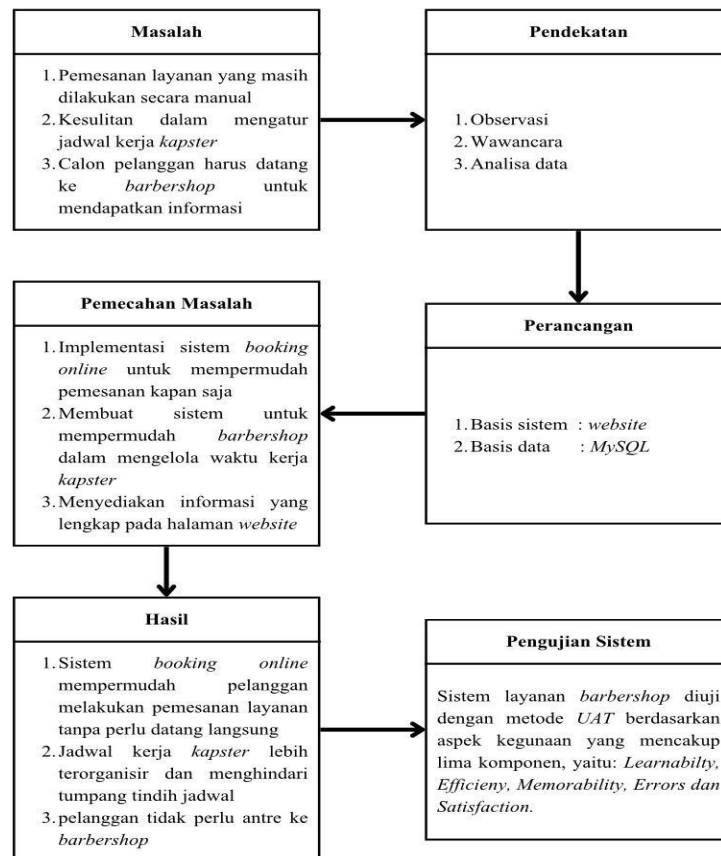 Masalah
1. Pemesanan layanan yang masih
dilakukan secara manual
2. Kesulitan dalam mengatur
jadwal kerja kapster
3. Calon pelanggan harus datang
ke barbershop untuk
mendapatkan informasi
Pendekatan
1. Observasi
2. Wawancara
3. Analisa data
Perancangan
1. Basis sistem : website
2. Basis data : MySQL
Pemecahan Masalah
1. Implementasi sistem booking
online untuk mempermudah
pemesanan kapan saja
2. Membuat sistem untuk
mempermudah barbershop
dalam mengelola waktu kerja
kapster
3. Menyediakan informasi yang
lengkap pada halaman website
Hasil
1. Sistem booking online
mempermudah pelanggan
melakukan pemesanan layanan
tanpa perlu datang langsung
2. Jadwal kerja kapster lebih
terorganisir dan menghindari
tumpang tindih jadwal
3. pelanggan tidak perlu antre ke
barbershop
Pengujian Sistem
Sistem layanan barbershop diuji
dengan metode UAT berdasarkan
aspek kegunaan yang mencakup
lima komponen, yaitu: Learnabilty,
Efficieny, Memorability, Errors dan
Satisfaction.